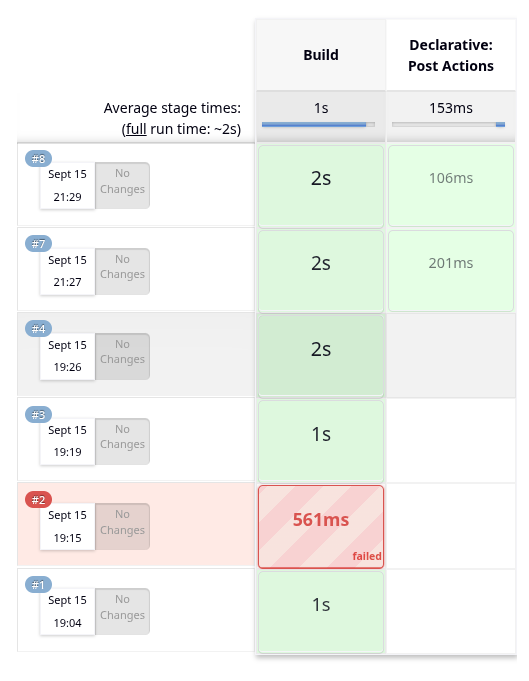 Build
Declarative:
Post Actions
Average stage times:
(full run time: ~2s)
1s
153ms
#8
Sept 15
21:29
No
Changes
2s
106ms
#7
Sept 15
21:27
No
Changes
2s
201ms
#4
Sept 15
19:26
No
Changes
2s
#3
Sept 15
19:19
No
Changes
1s
#2
Sept 15
19:15
No
Changes
561ms
failed
#1
Sept 15
19:04
No
Changes
1s